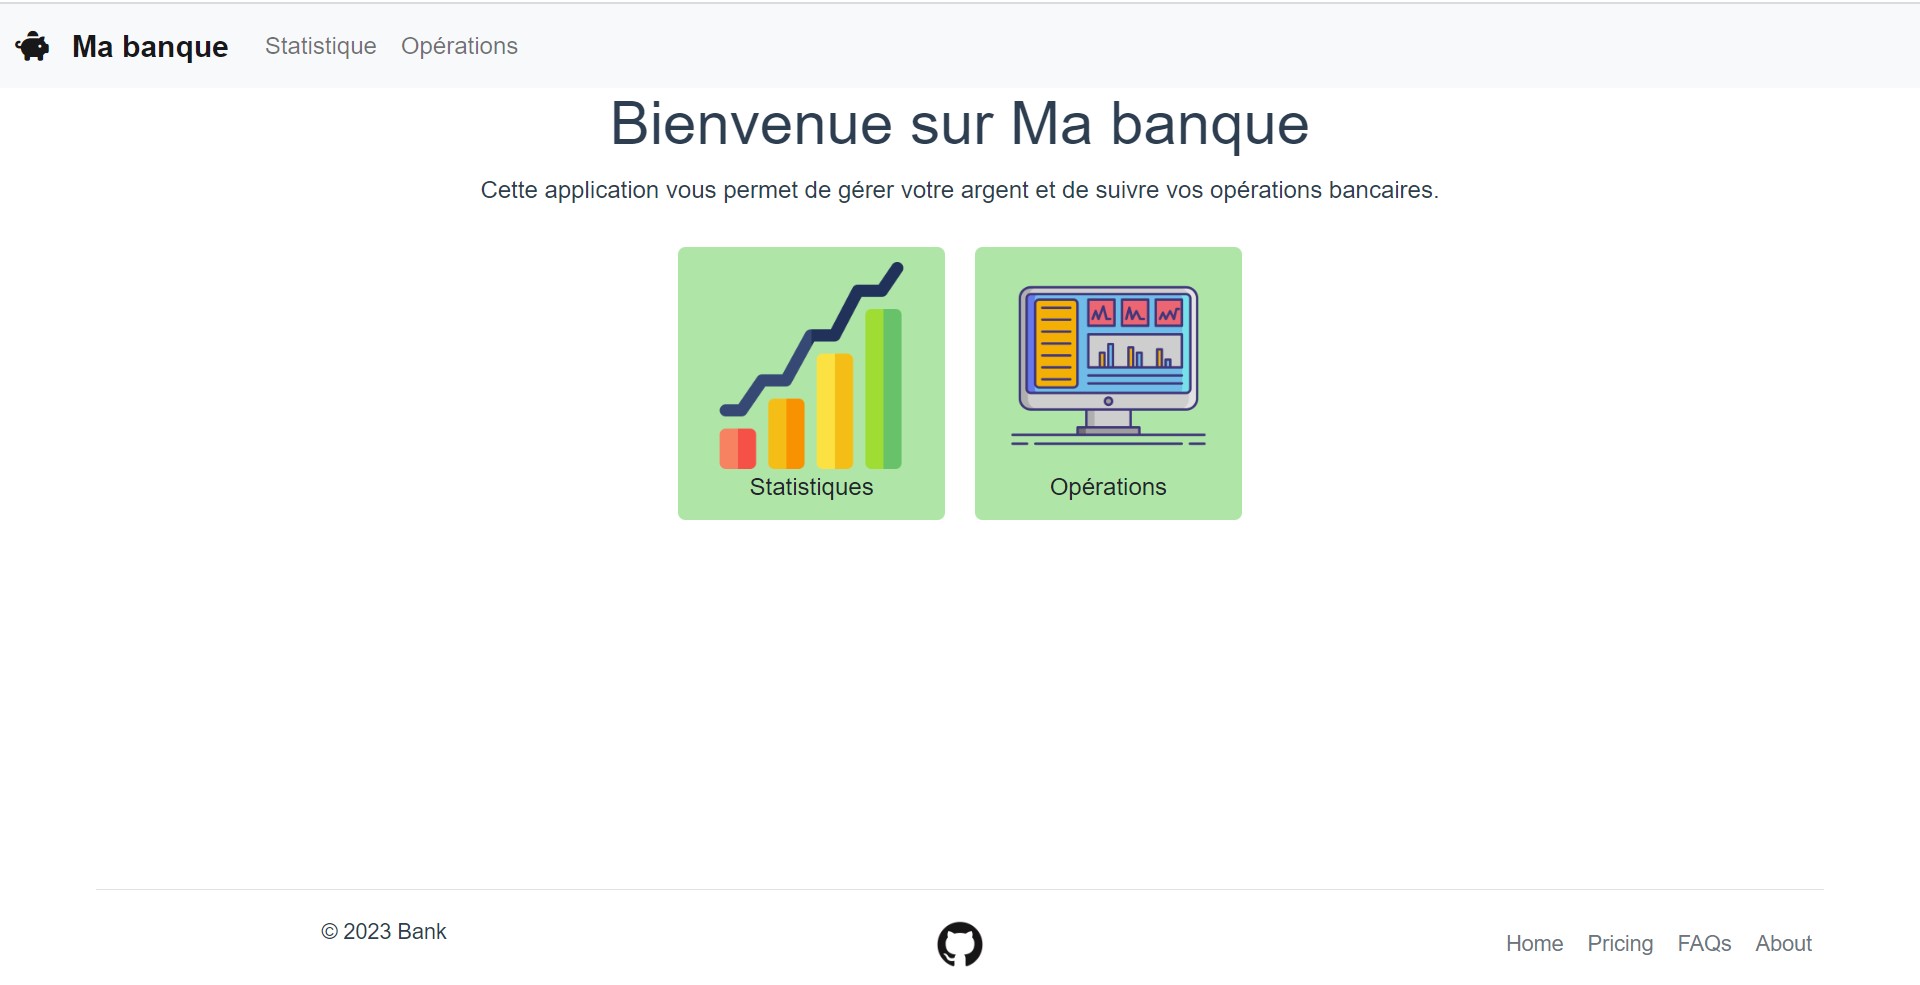 Ma banque Statistique Opérations
Bienvenue sur Ma banque
Cette application vous permet de gérer votre argent et de suivre vos opérations bancaires.
Statistiques
Opérations
© 2023 Bank
Home Pricing FAQs About